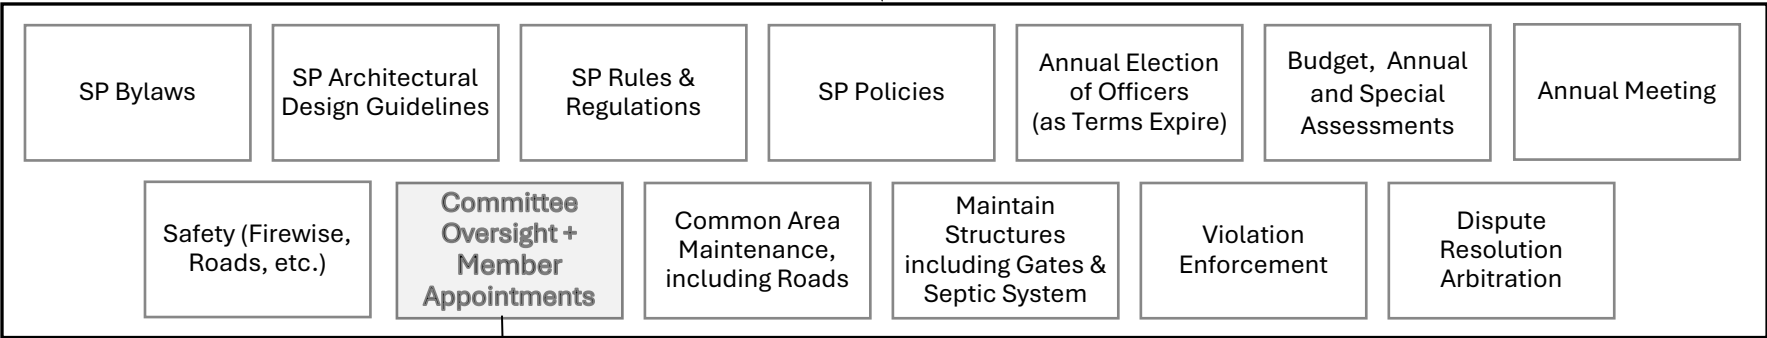 SP Bylaws
SP Architectural
Design Guidelines
SP Rules &
Regulations
SP Policies
Annual Election
of Officers
(as Terms Expire)
Budget, Annual
and Special
Assessments
Annual Meeting
Safety (Firewise,
Roads, etc.)
Committee
Oversight +
Member
Appointments
Common Area
Maintenance,
including Roads
Maintain
Structures
including Gates &
Septic System
Violation
Enforcement
Dispute
Resolution
Arbitration